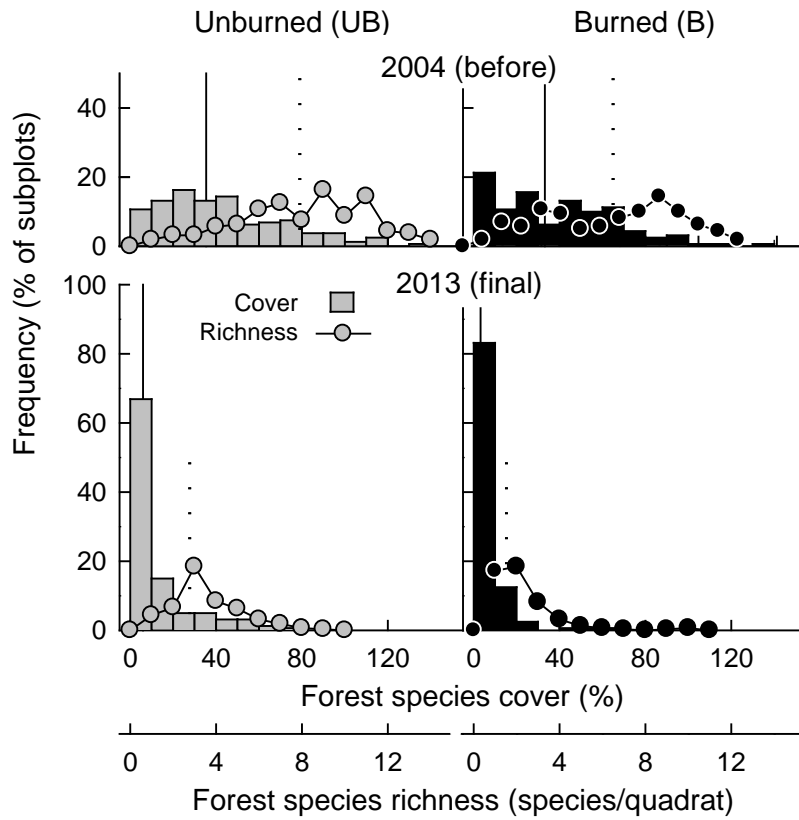 Unburned (UB) Burned (B)
2004 (before)
40
20
0
Frequency (% of subplots)
2013 (final)
100
80
60
40
20
0
Cover
Richness
0 40 80 120 0 40 80 120
Forest species cover (%)
0 4 8 12 0 4 8 12
Forest species richness (species/quadrat)